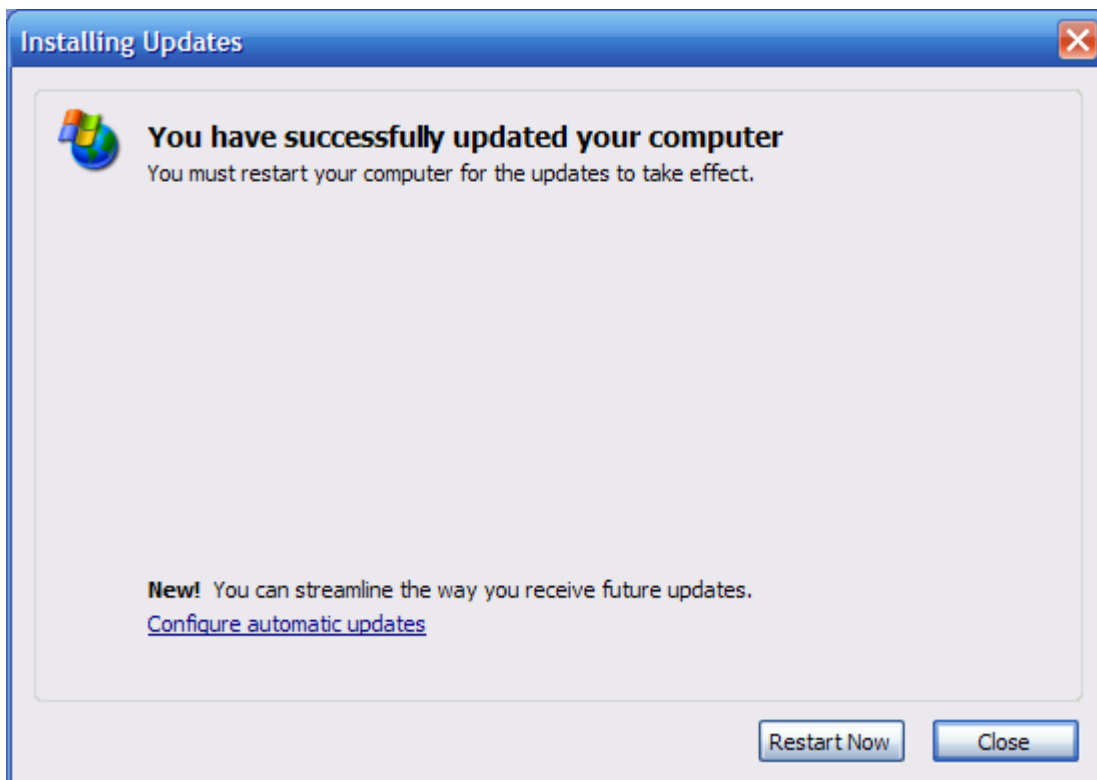 Installing Updates
You have successfully updated your computer
You must restart your computer for the updates to take effect.
New! You can streamline the way you receive future updates.
Configure automatic updates
Restart Now
Close